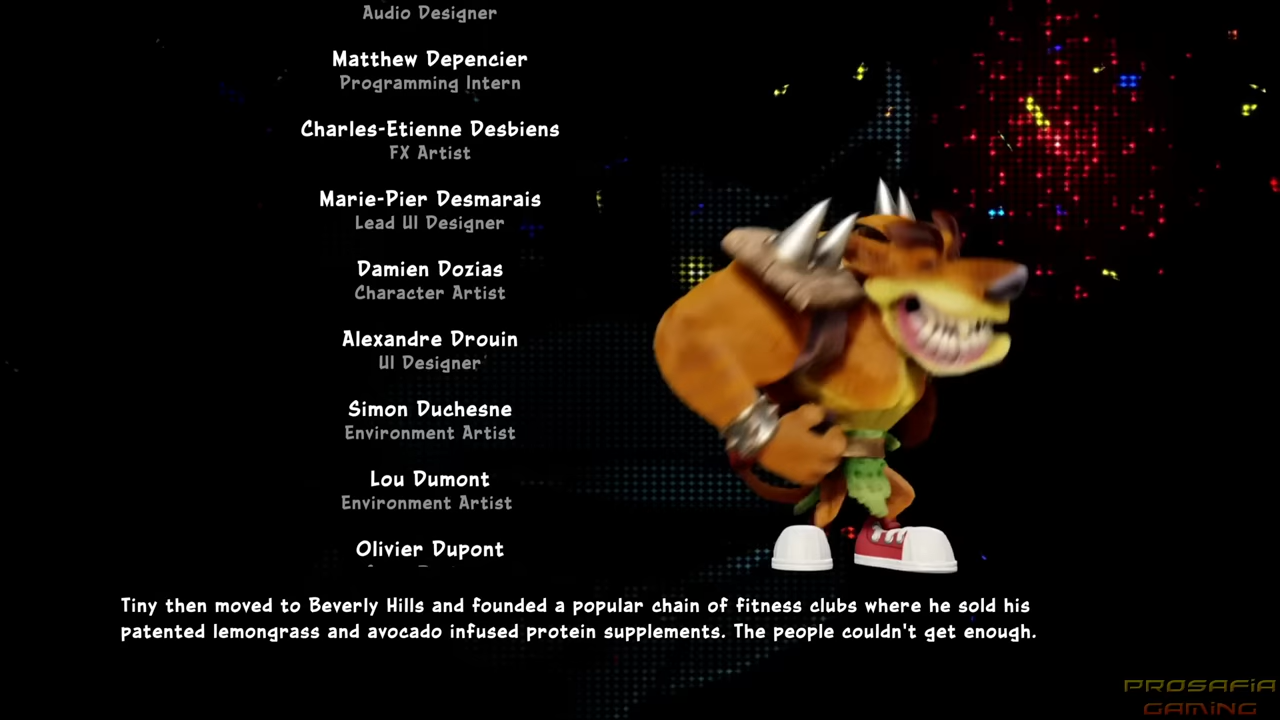 Audio Designer
Matthew Depencier
Programming Intern
Charles-Etienne Desbiens
FX Artist
Marie-Pier Desmarais
Lead UI Designer
Damien Dozias
Character Artist
Alexandre Drouin
UI Designer
Simon Duchesne
Environment Artist
Lou Dumont
Environment Artist
Olivier Dupont
Tiny then moved to Beverly Hills and founded a popular chain of fitness clubs where he sold his
patented lemongrass and avocado infused protein supplements. The people couldn't get enough.
PROSAFIA
GAMING